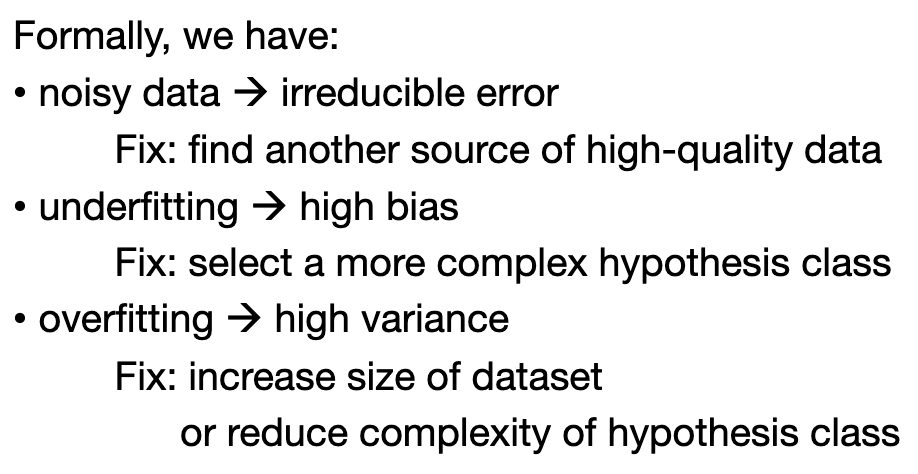 Formally, we have:
• noisy data → irreducible error
Fix: find another source of high-quality data
• underfitting → high bias
Fix: select a more complex hypothesis class
• overfitting → high variance
Fix: increase size of dataset
or reduce complexity of hypothesis class